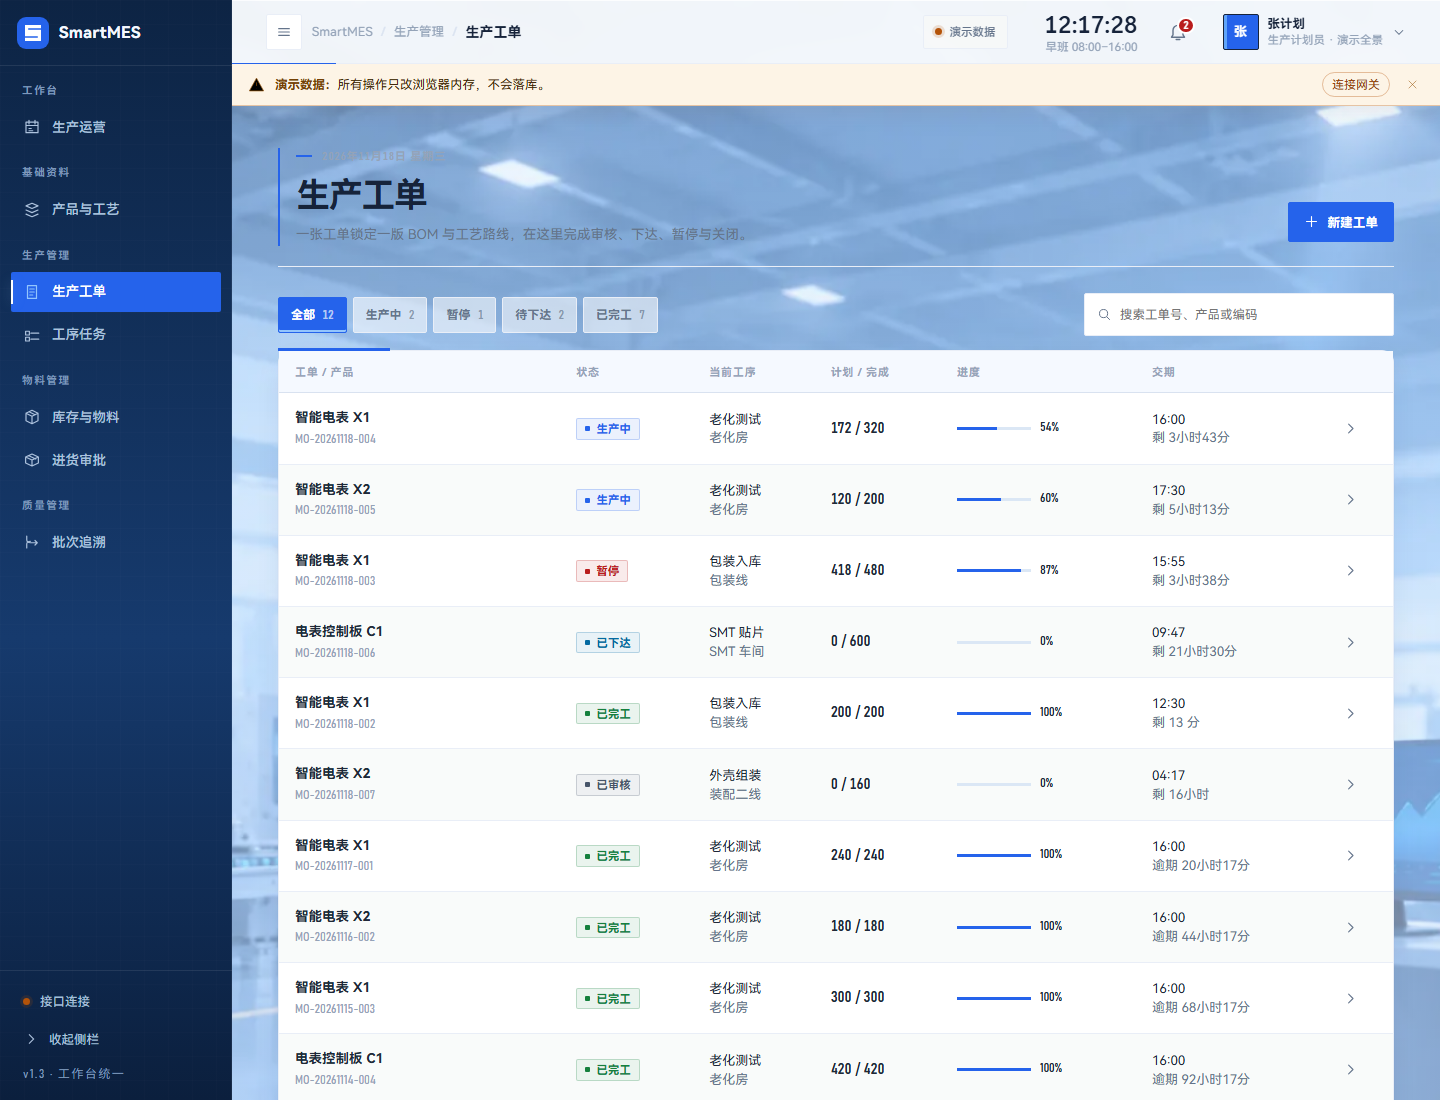 SmartMES
工作台
生产运营
基础资料
产品与工艺
生产管理
生产工单
工序任务
物料管理
库存与物料
进货审批
质量管理
批次追溯
接口连接
收起侧栏
v1.3 · 工作台统一
SmartMES / 生产管理 / 生产工单
演示数据
12:17:28
早班 08:00–16:00
2
张
张计划
生产计划员 · 演示全景
演示数据：所有操作只改浏览器内存，不会落库。
连接网关
2026年11月18日
生产工单
一张工单锁定一版 BOM 与工艺路线，在这里完成审核、下达、暂停与关闭。
新建工单
全部 12
生产中 2
暂停 1
待下达 2
已完工 7
搜索工单号、产品或编码
工单 / 产品 状态 当前工序 计划 / 完成 进度 交期
智能电表 X1 生产中 老化测试 172 / 320 54% 16:00
MO-20261118-004 老化房 剩 3小时43分
智能电表 X2 生产中 老化测试 120 / 200 60% 17:30
MO-20261118-005 老化房 剩 5小时13分
智能电表 X1 暂停 包装入库 418 / 480 87% 15:55
MO-20261118-003 包装线 剩 3小时38分
电表控制板 C1 已下达 SMT 贴片 0 / 600 0% 09:47
MO-20261118-006 SMT 车间 剩 21小时30分
智能电表 X1 已完工 包装入库 200 / 200 100% 12:30
MO-20261118-002 包装线 剩 13 分
智能电表 X2 已审核 外壳组装 0 / 160 0% 04:17
MO-20261118-007 装配二线 剩 16小时
智能电表 X1 已完工 老化测试 240 / 240 100% 16:00
MO-20261117-001 老化房 逾期 20小时17分
智能电表 X2 已完工 老化测试 180 / 180 100% 16:00
MO-20261116-002 老化房 逾期 44小时17分
智能电表 X1 已完工 老化测试 300 / 300 100% 16:00
MO-20261115-003 老化房 逾期 68小时17分
电表控制板 C1 已完工 老化测试 420 / 420 100% 16:00
MO-20261114-004 老化房 逾期 92小时17分